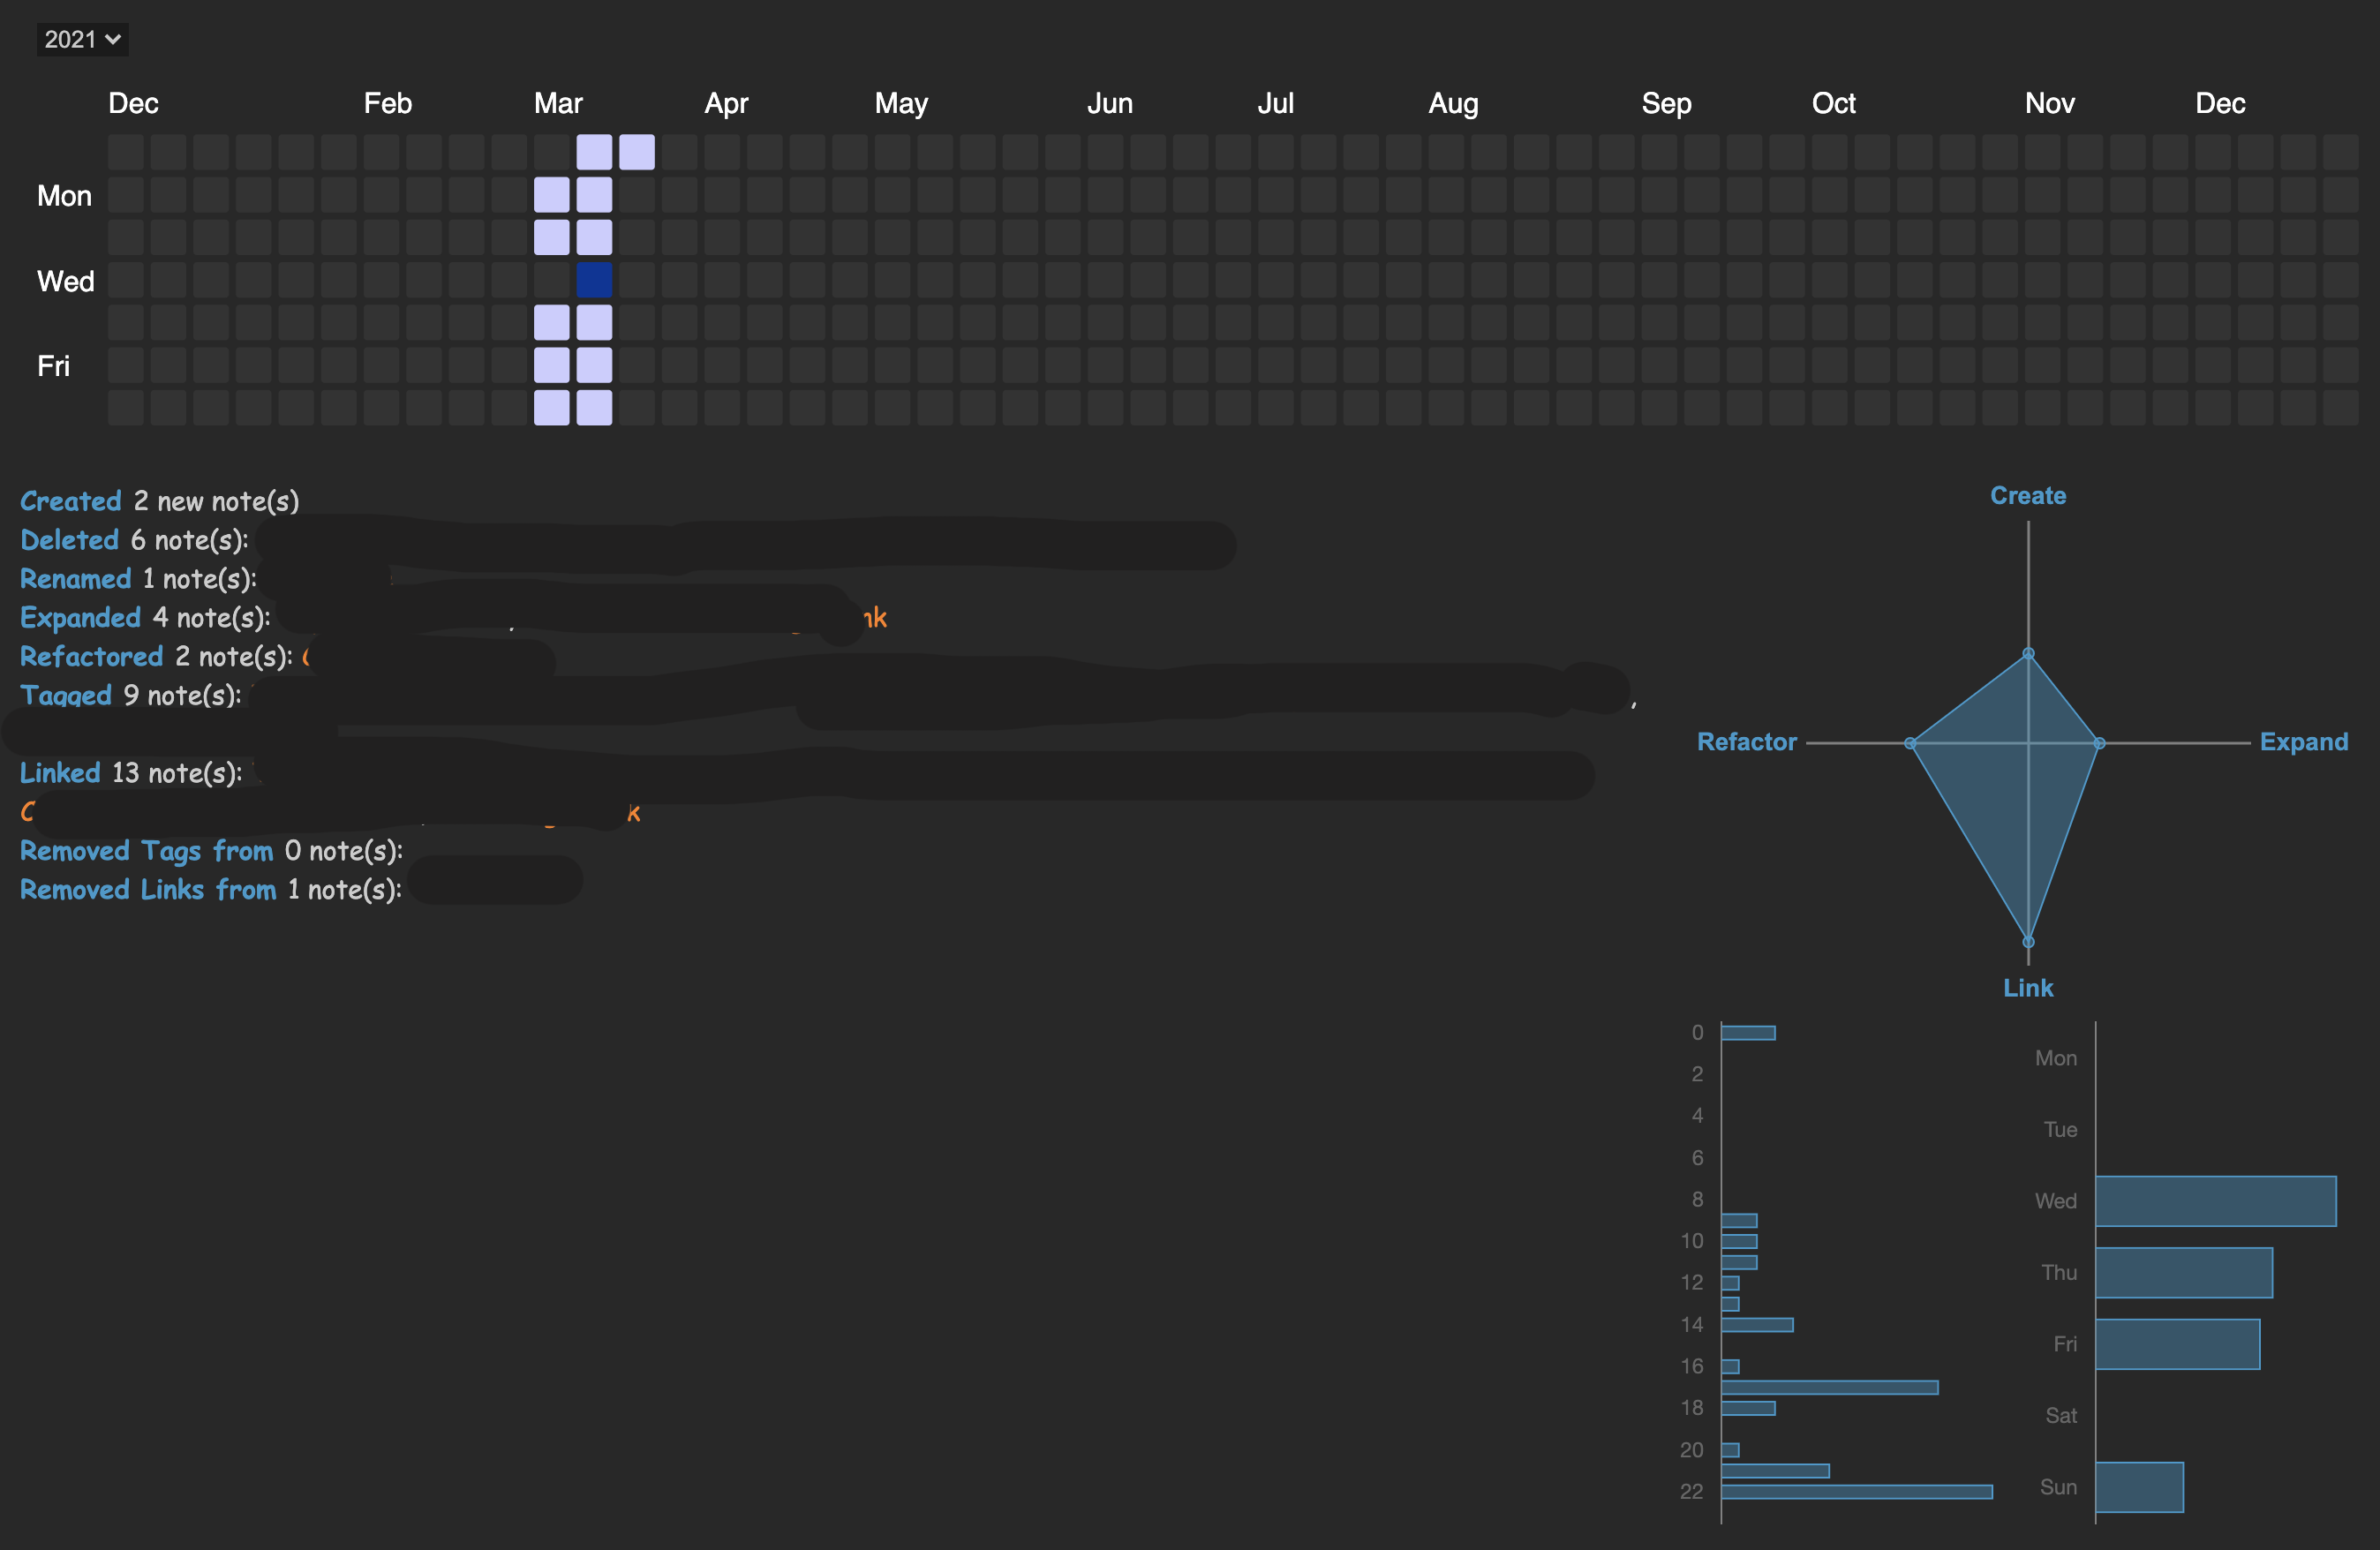 2021
Dec Feb Mar Apr May Jun Jul Aug Sep Oct Nov Dec
Mon
Wed
Fri
Created 2 new note(s)
Deleted 6 note(s):
Renamed 1 note(s):
Expanded 4 note(s):
Refactored 2 note(s):
Tagged 9 note(s):
Linked 13 note(s):
Removed Tags from 0 note(s):
Removed Links from 1 note(s):
Create
Refactor Expand
Link
0
2
4
6
8
10
12
14
16
18
20
22
Mon
Tue
Wed
Thu
Fri
Sat
Sun